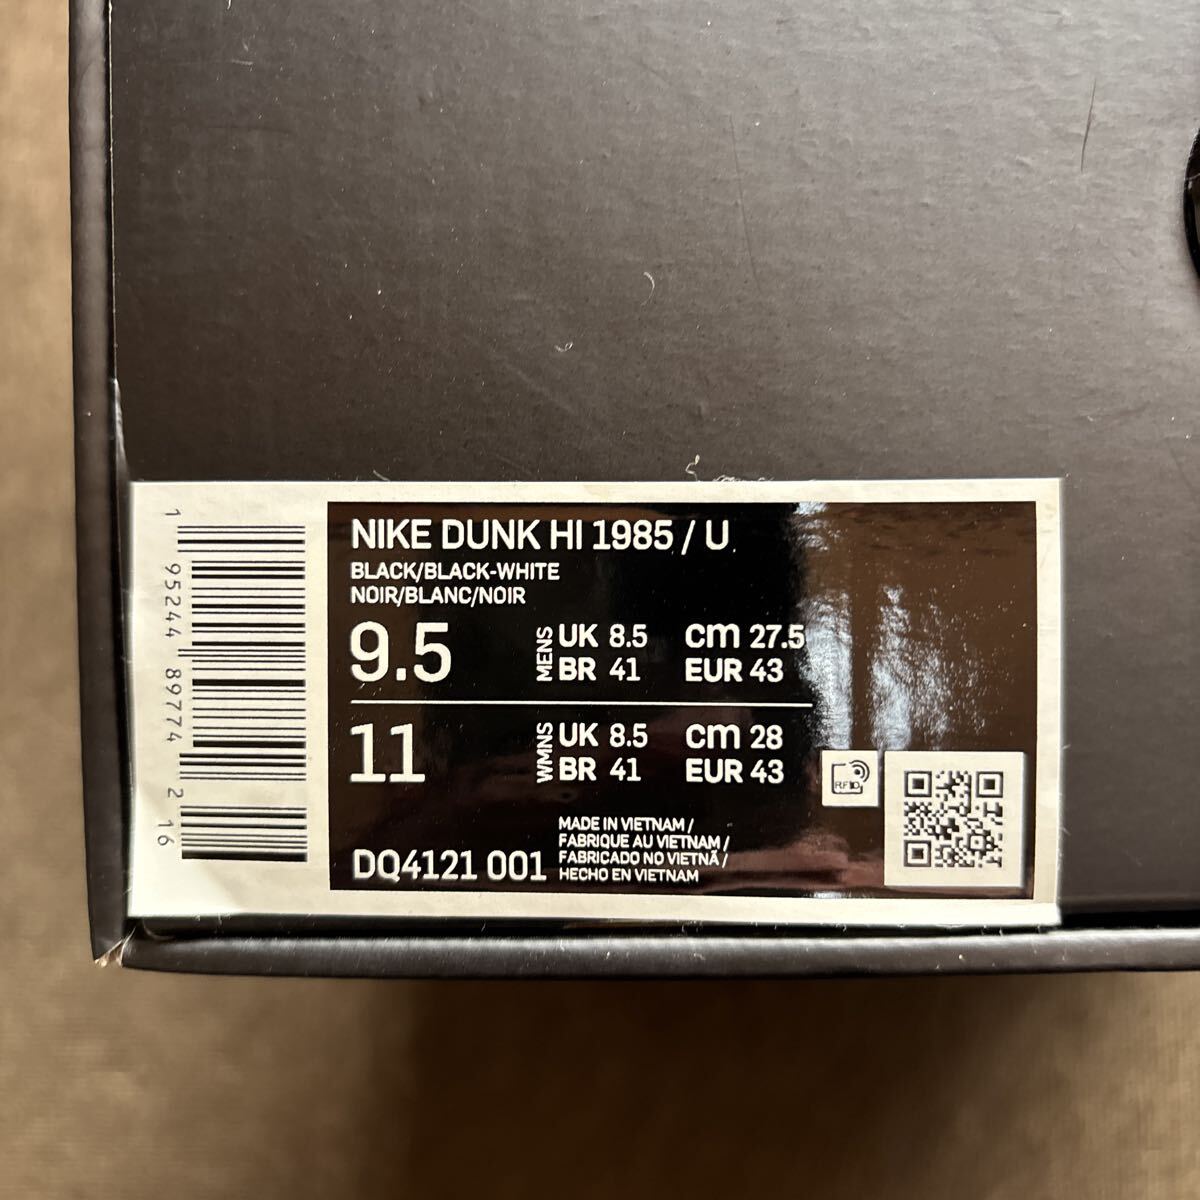 NIKE DUNK HI 1985 / U
BLACK/BLACK-WHITE
NOIR/BLANC/NOIR
9.5 MENS UK 8.5 cm 27.5
BR 41 EUR 43
11 WMNS UK 8.5 cm 28
BR 41 EUR 43
RFID
DQ4121 001
MADE IN VIETNAM /
FABRIQUE AU VIETNAM /
FABRICADO NO VIETNÃ /
HECHO EN VIETNAM
1 95244 89774 2 16